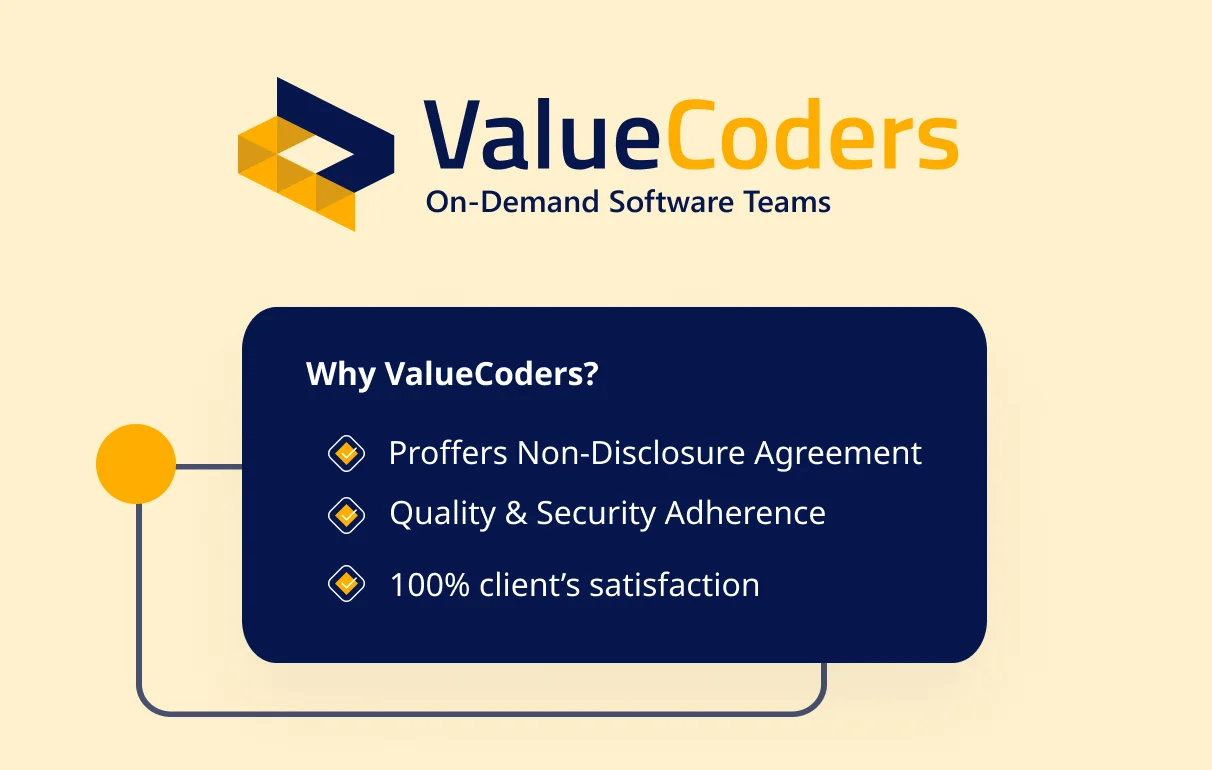 ValueCoders
On-Demand Software Teams
Why ValueCoders?
Proffers Non-Disclosure Agreement
Quality & Security Adherence
100% client’s satisfaction